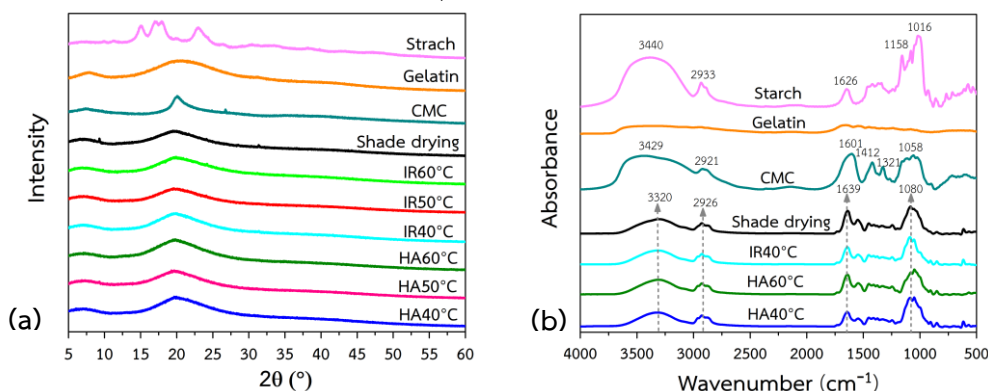 Strach
Gelatin
CMC
Shade drying
IR60°C
IR50°C
IR40°C
HA60°C
HA50°C
HA40°C
Intensity
(a)
5 10 15 20 25 30 35 40 45 50 55 60
2θ (°)
3440
2933
1626
1158
1016
Starch
Gelatin
3429
2921
1601
1412
1321
1058
CMC
3320
2926
1639
1080
Shade drying
IR40°C
HA60°C
HA40°C
Absorbance
(b)
4000 3500 3000 2500 2000 1500 1000 500
Wavenumber (cm⁻¹)